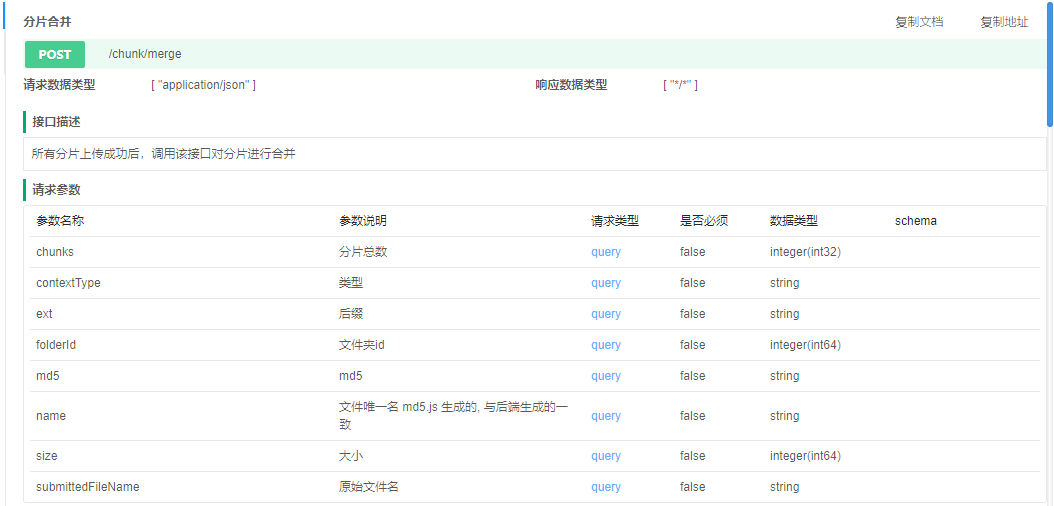 分片合并 复制文档 复制地址
POST /chunk/merge
请求数据类型 [ "application/json" ] 响应数据类型 [ "*/*" ]
接口描述
所有分片上传成功后，调用该接口对分片进行合并
请求参数
参数名称 参数说明 请求类型 是否必须 数据类型 schema
chunks 分片总数 query false integer(int32)
contextType 类型 query false string
ext 后缀 query false string
folderId 文件夹id query false integer(int64)
md5 md5 query false string
name 文件唯一名 md5.js 生成的, 与后端生成的一 query false string
致
size 大小 query false integer(int64)
submittedFileName 原始文件名 query false string